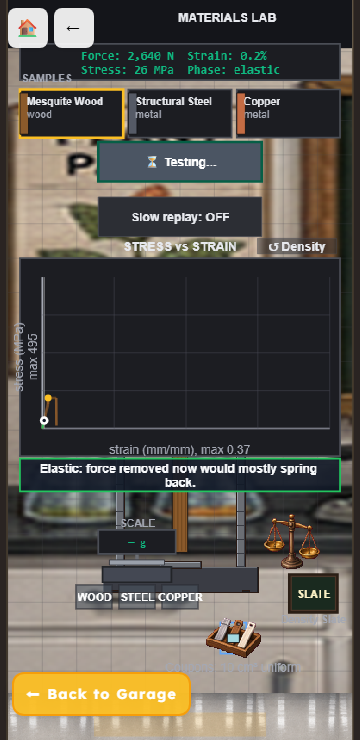 MATERIALS LAB
Force: 2,640 N Strain: 0.2%
Stress: 26 MPa Phase: elastic
SAMPLES
Mesquite Wood
wood
Structural Steel
metal
Copper
metal
⏳ Testing...
Slow replay: OFF
STRESS vs STRAIN
↺ Density
stress (MPa)
max 495
strain (mm/mm), max 0.37
Elastic: force removed now would mostly spring
back.
SCALE
— g
WOOD STEEL COPPER
SLATE
← Back to Garage